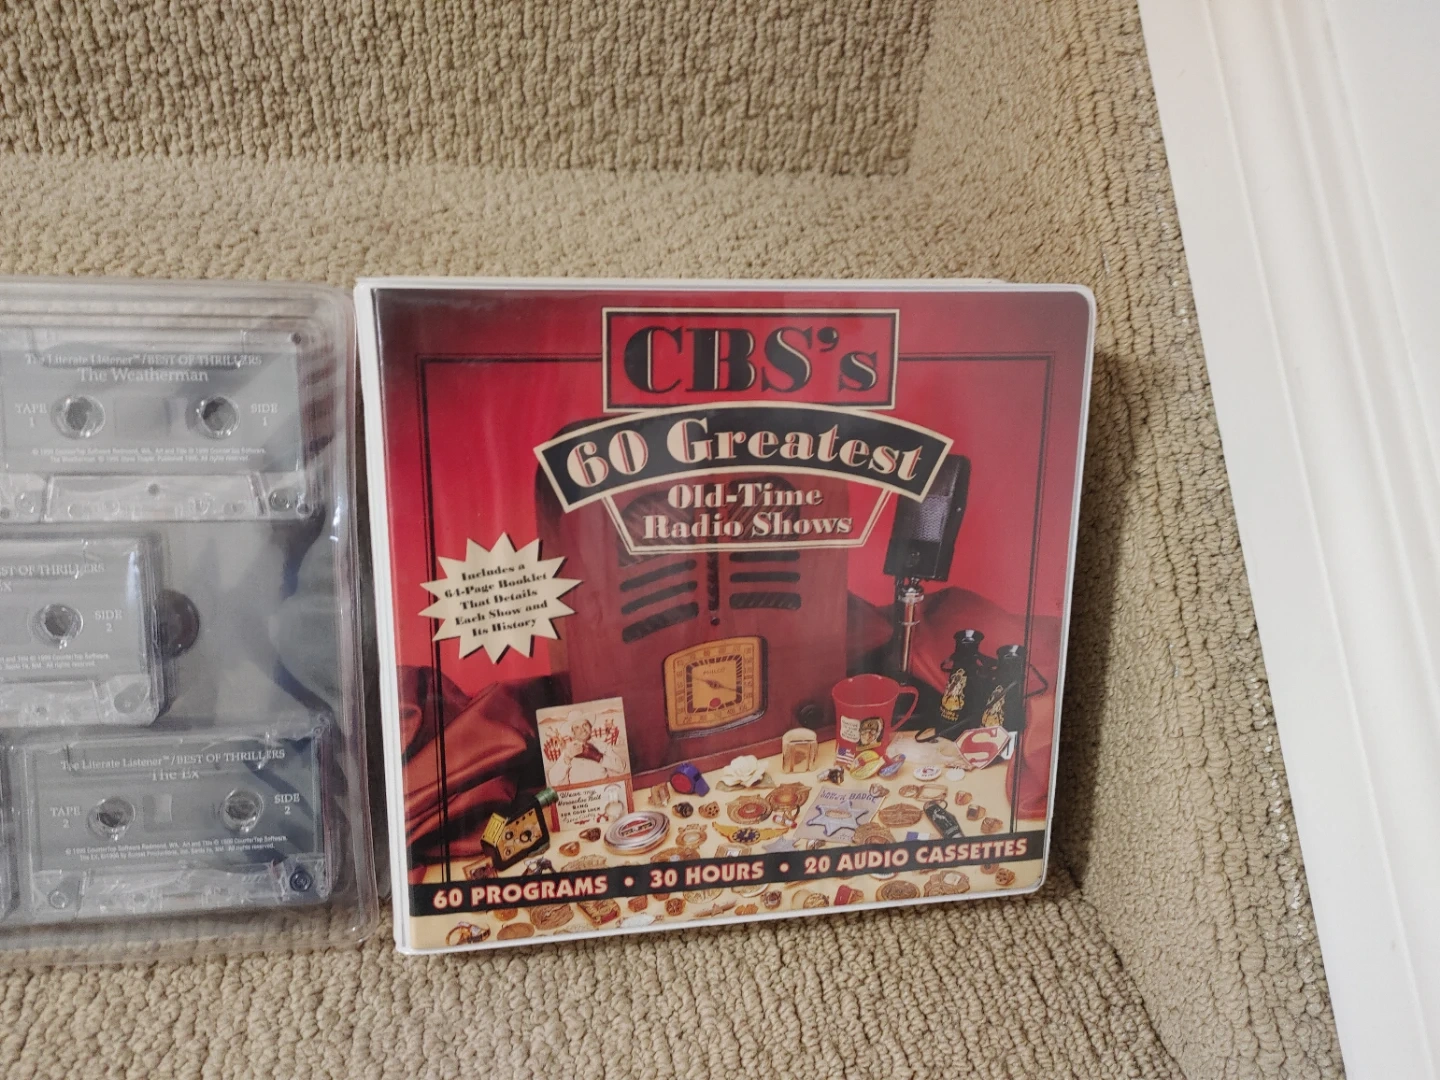 The Literate Listener™/BEST OF THRILLERS
The Weatherman
TAPE
1
SIDE
1
BEST OF THRILLERS
SIDE
2
The Literate Listener™/BEST OF THRILLERS
The Ex
TAPE
2
SIDE
2
CBS's
60 Greatest
Old-Time
Radio Shows
Includes a
64-Page Booklet
That Details
Each Show and
Its History
S
60 PROGRAMS • 30 HOURS • 20 AUDIO CASSETTES